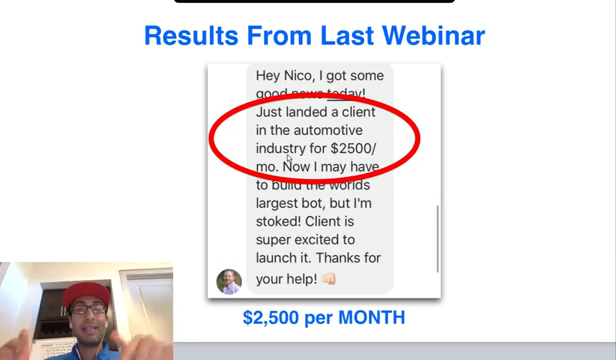 Results From Last Webinar
Hey Nico, I got some
good news today!
Just landed a client
in the automotive
industry for $2500/
mo. Now I may have
to build the worlds
largest bot, but I'm
stoked! Client is
super excited to
launch it. Thanks for
your help! 👊🏻
$2,500 per MONTH